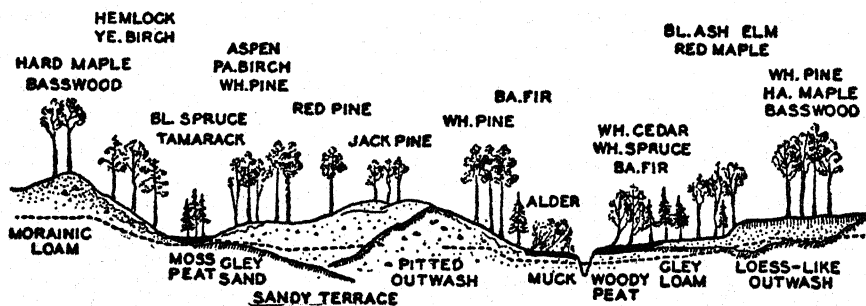 HEMLOCK
YE. BIRCH
HARD MAPLE
BASSWOOD
BL. SPRUCE
TAMARACK
ASPEN
PA. BIRCH
WH. PINE
RED PINE
JACK PINE
WH. PINE
BA. FIR
ALDER
WH. CEDAR
WH. SPRUCE
BA. FIR
BL. ASH ELM
RED MAPLE
WH. PINE
HA. MAPLE
BASSWOOD
MORAINIC
LOAM
MOSS
PEAT
GLEY
SAND
SANDY TERRACE
PITTED
OUTWASH
MUCK
WOODY
PEAT
GLEY
LOAM
LOESS-LIKE
OUTWASH